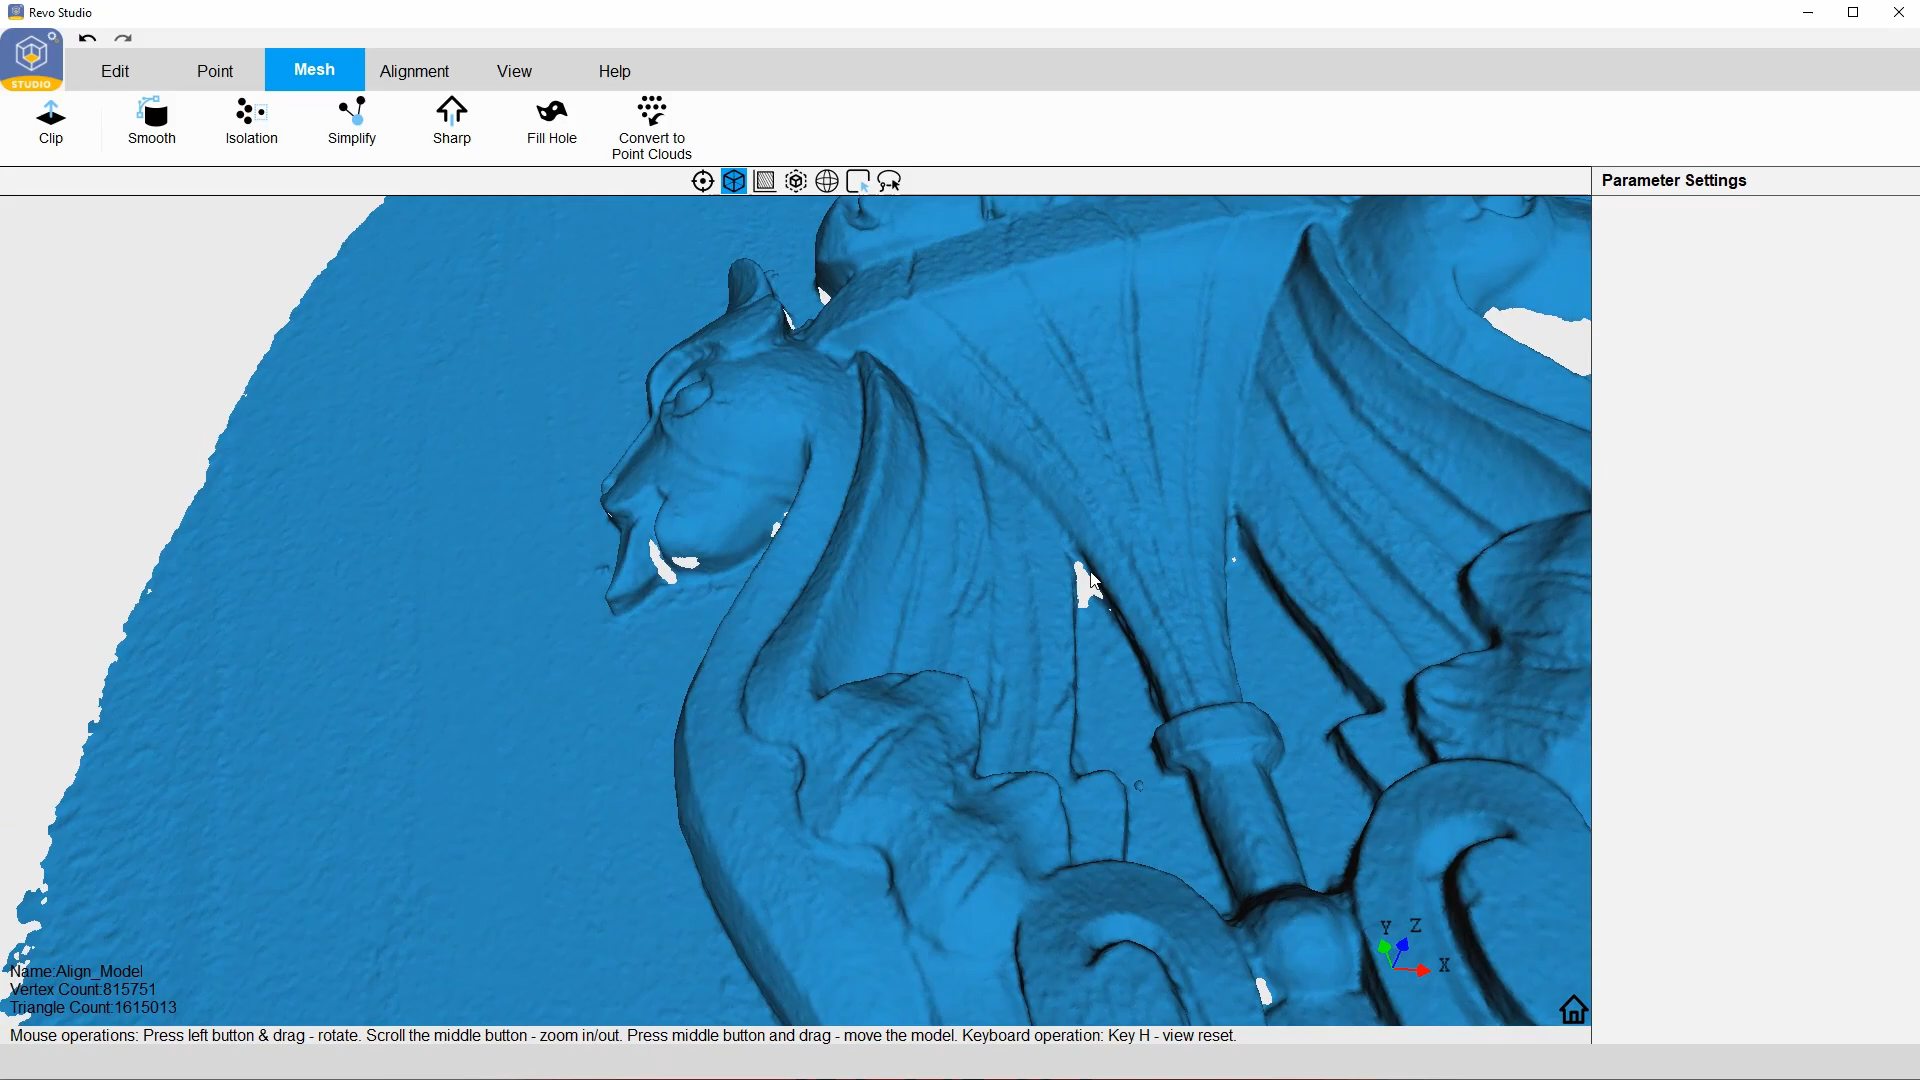 Revo Studio
STUDIO
Edit
Point
Mesh
Alignment
View
Help
Clip
Smooth
Isolation
Simplify
Sharp
Fill Hole
Convert to
Point Clouds
Parameter Settings
Y
Z
X
Name:Align_Model
Vertex Count:815751
Triangle Count:1615013
Mouse operations: Press left button & drag - rotate. Scroll the middle button - zoom in/out. Press middle button and drag - move the model. Keyboard operation: Key H - view reset.